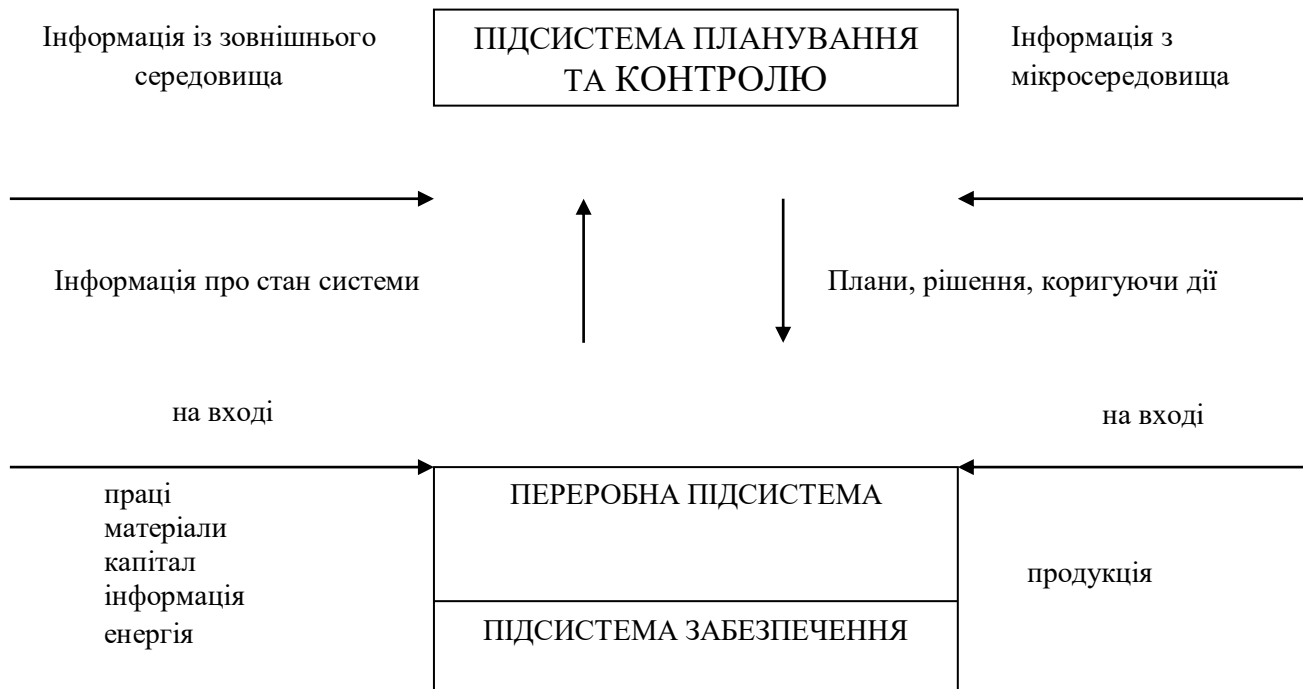 Інформація із зовнішнього
середовища
ПІДСИСТЕМА ПЛАНУВАННЯ
ТА КОНТРОЛЮ
Інформація з
мікросередовища
Інформація про стан системи
Плани, рішення, коригуючи дії
на вході
на вході
праці
матеріали
капітал
інформація
енергія
ПЕРЕРОБНА ПІДСИСТЕМА
продукція
ПІДСИСТЕМА ЗАБЕЗПЕЧЕННЯ